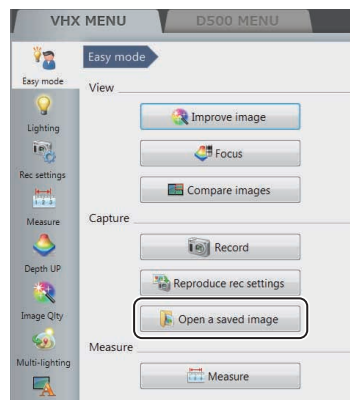 VHX MENU
D500 MENU
Easy mode
Easy mode
View
Improve image
Lighting
Focus
Rec settings
Compare images
Measure
Capture
Record
Depth UP
Reproduce rec settings
Image Qlty
Open a saved image
Measure
Multi-lighting
Measure